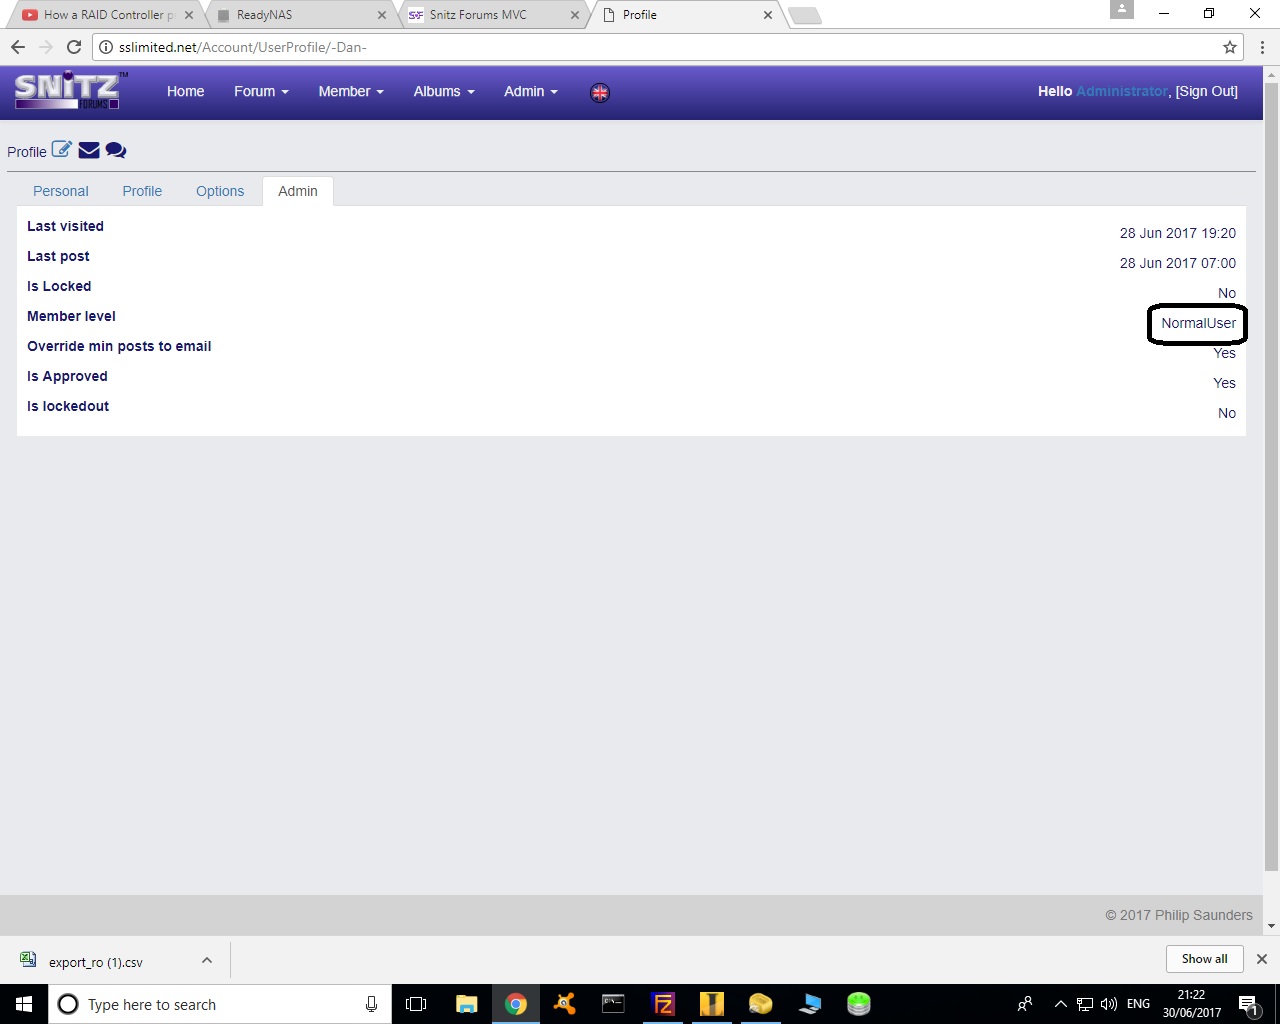 How a RAID Controller p
ReadyNAS
Snitz Forums MVC
Profile
sslimited.net/Account/UserProfile/-Dan-
SNiTZ™ FORUMS
Home
Forum
Member
Albums
Admin
Hello Administrator, [Sign Out]
Profile
Personal
Profile
Options
Admin
Last visited
28 Jun 2017 19:20
Last post
28 Jun 2017 07:00
Is Locked
No
Member level
NormalUser
Override min posts to email
Yes
Is Approved
Yes
Is lockedout
No
© 2017 Philip Saunders
export_ro (1).csv
Show all
Type here to search
ENG
21:22
30/06/2017
1